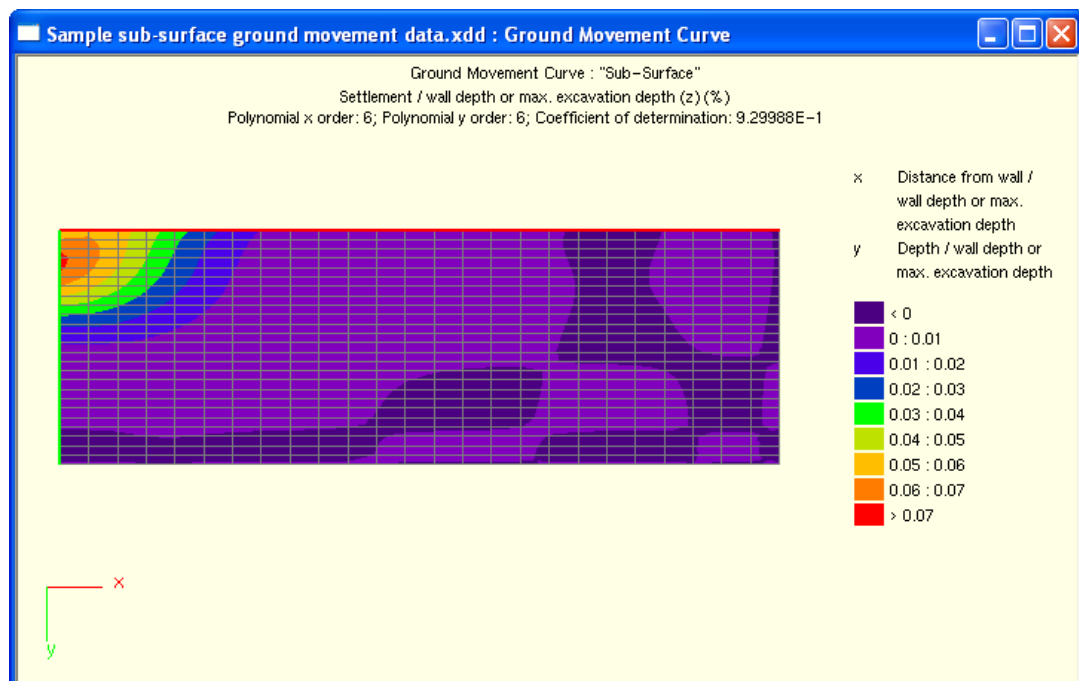 Sample sub-surface ground movement data.xdd : Ground Movement Curve
Ground Movement Curve : "Sub-Surface"
Settlement / wall depth or max. excavation depth (z) (%)
Polynomial x order: 6; Polynomial y order: 6; Coefficient of determination: 9.29988E-1
x Distance from wall /
wall depth or max.
excavation depth
y Depth / wall depth or
max. excavation depth
< 0
0 : 0.01
0.01 : 0.02
0.02 : 0.03
0.03 : 0.04
0.04 : 0.05
0.05 : 0.06
0.06 : 0.07
> 0.07
x
y